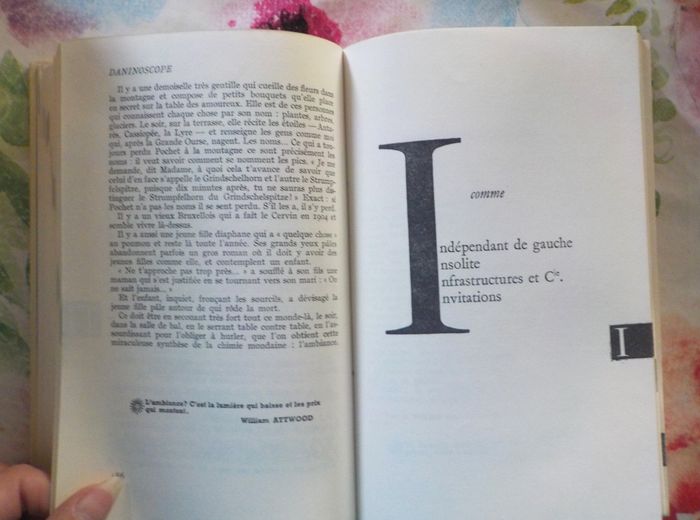 DANINOSCOPE
Il y a une demoiselle très gentille qui cueille des fleurs dans
la montagne et compose de petits bouquets qu'elle place
en secret sur la table des amoureux. Elle est de ces personnes
qui connaissent chaque chose par son nom : plantes, arbres,
glaciers. Le soir, sur la terrasse, elle récite les étoiles — Anta-
rès, Cassiopée, la Lyre — et renseigne les gens comme moi
qui, après la Grande Ourse, nagent. Les noms... Ce qui a tou-
jours perdu Pochet à la montagne ce sont précisément les
noms : il veut savoir comment se nomment les pics. « Je me
demande, dit Madame, à quoi cela t'avance de savoir que
celui d'en face s'appelle le Grindschelhorn et l'autre le Strump-
felspitze, puisque dix minutes après, tu ne sauras plus dis-
tinguer le Strumpfelhorn du Grindschelspitze! » Exact : si
Pochet n'a pas les noms il se sent perdu. S'il les a, il s'y perd.
Il y a un vieux Bruxellois qui a fait le Cervin en 1904 et
semble vivre là-dessus.
Il y a aussi une jeune fille diaphane qui a « quelque chose »
au poumon et reste là toute l'année. Ses grands yeux pâles
abandonnent parfois un gros roman où il doit y avoir des
jeunes filles comme elle, et contemplent un enfant.
« Ne t'approche pas trop près... » a soufflé à son fils une
maman qui s'est justifiée en se tournant vers son mari : « On
ne sait jamais... »
Et l'enfant, inquiet, fronçant les sourcils, a dévisagé la
jeune fille pâle autour de qui rôde la mort.
Ce doit être en secouant très fort tout ce monde-là, le soir,
dans la salle de bal, en le serrant table contre table, en l'as-
sourdissant pour l'obliger à hurler, que l'on obtient cette
miraculeuse synthèse de la chimie mondaine : l'ambiance.
L'ambiance? C'est la lumière qui baisse et les prix
qui montent.
William ATTWOOD
I
comme
Indépendant de gauche
Insolite
Infrastructures et Cie.
Invitations
I